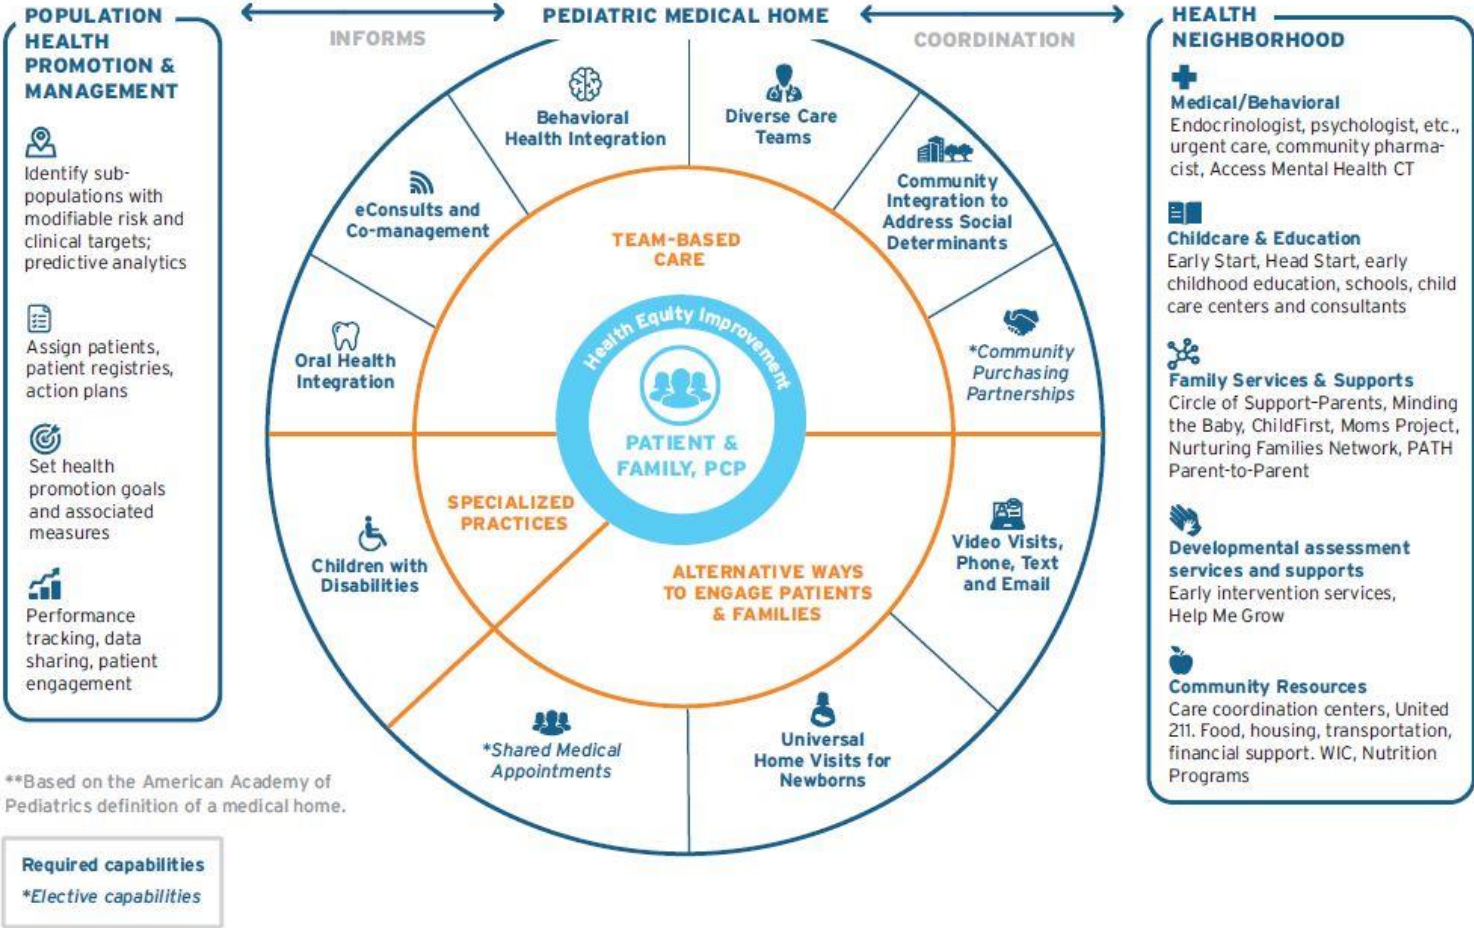 POPULATION
HEALTH
PROMOTION &
MANAGEMENT
Identify sub-
populations with
modifiable risk and
clinical targets;
predictive analytics
Assign patients,
patient registries,
action plans
Set health
promotion goals
and associated
measures
Performance
tracking, data
sharing, patient
engagement
INFORMS
PEDIATRIC MEDICAL HOME
COORDINATION
Behavioral
Health Integration
Diverse Care
Teams
eConsults and
Co-management
Community
Integration to
Address Social
Determinants
Oral Health
Integration
*Community
Purchasing
Partnerships
TEAM-BASED
CARE
Health Equity Improvement
PATIENT &
FAMILY, PCP
SPECIALIZED
PRACTICES
ALTERNATIVE WAYS
TO ENGAGE PATIENTS
& FAMILIES
Children with
Disabilities
Video Visits,
Phone, Text
and Email
*Shared Medical
Appointments
Universal
Home Visits for
Newborns
HEALTH
NEIGHBORHOOD
Medical/Behavioral
Endocrinologist, psychologist, etc.,
urgent care, community pharma-
cist, Access Mental Health CT
Childcare & Education
Early Start, Head Start, early
childhood education, schools, child
care centers and consultants
Family Services & Supports
Circle of Support–Parents, Minding
the Baby, ChildFirst, Moms Project,
Nurturing Families Network, PATH
Parent-to-Parent
Developmental assessment
services and supports
Early intervention services,
Help Me Grow
Community Resources
Care coordination centers, United
211. Food, housing, transportation,
financial support. WIC, Nutrition
Programs
**Based on the American Academy of
Pediatrics definition of a medical home.
Required capabilities
*Elective capabilities